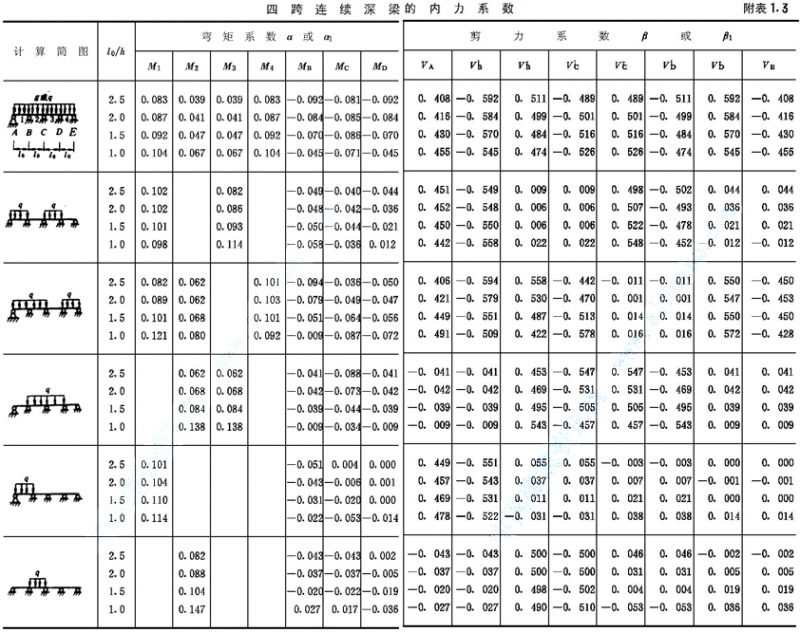 四跨连续深梁的内力系数 附表1.3
计算简图 l₀/h 弯矩系数 α 或 α₁ 剪力系数 β 或 β₁
M₁ M₂ M₃ M₄ M_B M_C M_D V_A V_b^l V_b^r V_c^l V_c^r V_D^l V_D^r V_E
g或q
1 2 3 4
A B C D E
l₀ l₀ l₀ l₀
2.5 0.083 0.039 0.039 0.083 -0.092 -0.081 -0.092 0.408 -0.592 0.511 -0.489 0.489 -0.511 0.592 -0.408
2.0 0.087 0.041 0.041 0.087 -0.084 -0.085 -0.084 0.416 -0.584 0.499 -0.501 0.501 -0.499 0.584 -0.416
1.5 0.092 0.047 0.047 0.092 -0.070 -0.086 -0.070 0.430 -0.570 0.484 -0.516 0.516 -0.484 0.570 -0.430
1.0 0.104 0.067 0.067 0.104 -0.045 -0.071 -0.045 0.455 -0.545 0.474 -0.526 0.526 -0.474 0.545 -0.455
q q
2.5 0.102 0.082 -0.049 -0.040 -0.044 0.451 -0.549 0.009 0.009 0.498 -0.502 0.044 0.044
2.0 0.102 0.086 -0.048 -0.042 -0.036 0.452 -0.548 0.006 0.006 0.507 -0.493 0.036 0.036
1.5 0.101 0.093 -0.050 -0.044 -0.021 0.450 -0.550 0.006 0.006 0.522 -0.478 0.021 0.021
1.0 0.098 0.114 -0.058 -0.036 0.012 0.442 -0.558 0.022 0.022 0.548 -0.452 -0.012 -0.012
q q
2.5 0.082 0.062 0.101 -0.094 -0.036 -0.050 0.406 -0.594 0.558 -0.442 -0.011 -0.011 0.550 -0.450
2.0 0.089 0.062 0.103 -0.079 -0.049 -0.047 0.421 -0.579 0.530 -0.470 0.001 0.001 0.547 -0.453
1.5 0.101 0.068 0.101 -0.051 -0.064 -0.056 0.449 -0.551 0.487 -0.513 0.014 0.014 0.550 -0.450
1.0 0.121 0.080 0.092 -0.009 -0.087 -0.072 0.491 -0.509 0.422 -0.578 0.016 0.016 0.572 -0.428
q
2.5 0.062 0.062 -0.041 -0.088 -0.041 -0.041 -0.041 0.453 -0.547 0.547 -0.453 0.041 0.041
2.0 0.068 0.068 -0.042 -0.073 -0.042 -0.042 -0.042 0.469 -0.531 0.531 -0.469 0.042 0.042
1.5 0.084 0.084 -0.039 -0.044 -0.039 -0.039 -0.039 0.495 -0.505 0.505 -0.495 0.039 0.039
1.0 0.138 0.138 -0.009 -0.034 -0.009 -0.009 -0.009 0.543 -0.457 0.457 -0.543 0.009 0.009
q
2.5 0.101 -0.051 0.004 0.000 0.449 -0.551 0.055 0.055 -0.003 -0.003 0.000 0.000
2.0 0.104 -0.043 -0.006 0.001 0.457 -0.543 0.037 0.037 0.007 0.007 -0.001 -0.001
1.5 0.110 -0.031 -0.020 0.000 0.469 -0.531 0.011 0.011 0.021 0.021 0.000 0.000
1.0 0.114 -0.022 -0.053 -0.014 0.478 -0.522 -0.031 -0.031 0.038 0.038 0.014 0.014
q
2.5 0.082 -0.043 -0.043 0.002 -0.043 -0.043 0.500 -0.500 0.046 0.046 -0.002 -0.002
2.0 0.088 -0.037 -0.037 -0.005 -0.037 -0.037 0.500 -0.500 0.031 0.031 0.005 0.005
1.5 0.104 -0.020 -0.022 -0.019 -0.020 -0.020 0.498 -0.502 0.004 0.004 0.019 0.019
1.0 0.147 0.027 0.017 -0.036 -0.027 -0.027 0.490 -0.510 -0.053 -0.053 0.036 0.036